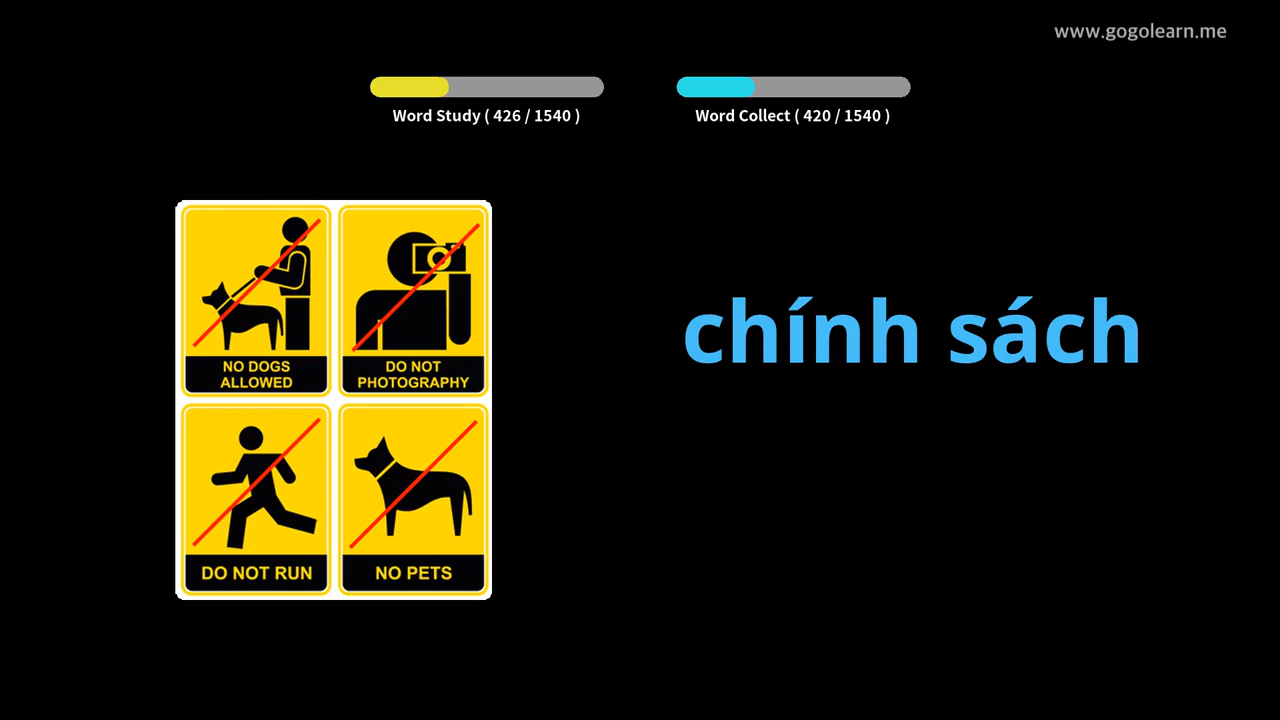 www.gogolearn.me
Word Study ( 426 / 1540 )
Word Collect ( 420 / 1540 )
NO DOGS
ALLOWED
DO NOT
PHOTOGRAPHY
chính sách
DO NOT RUN
NO PETS